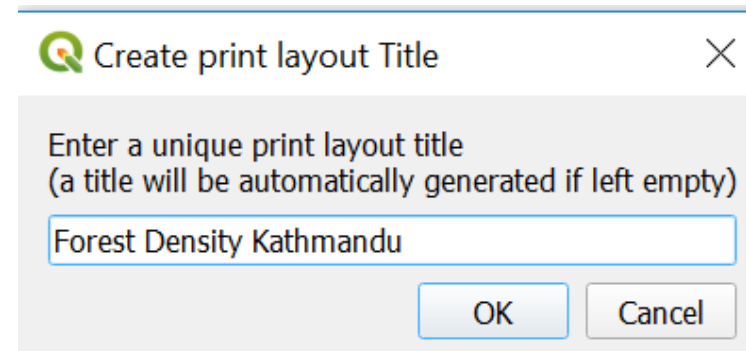 Create print layout Title
Enter a unique print layout title
(a title will be automatically generated if left empty)
Forest Density Kathmandu
OK Cancel